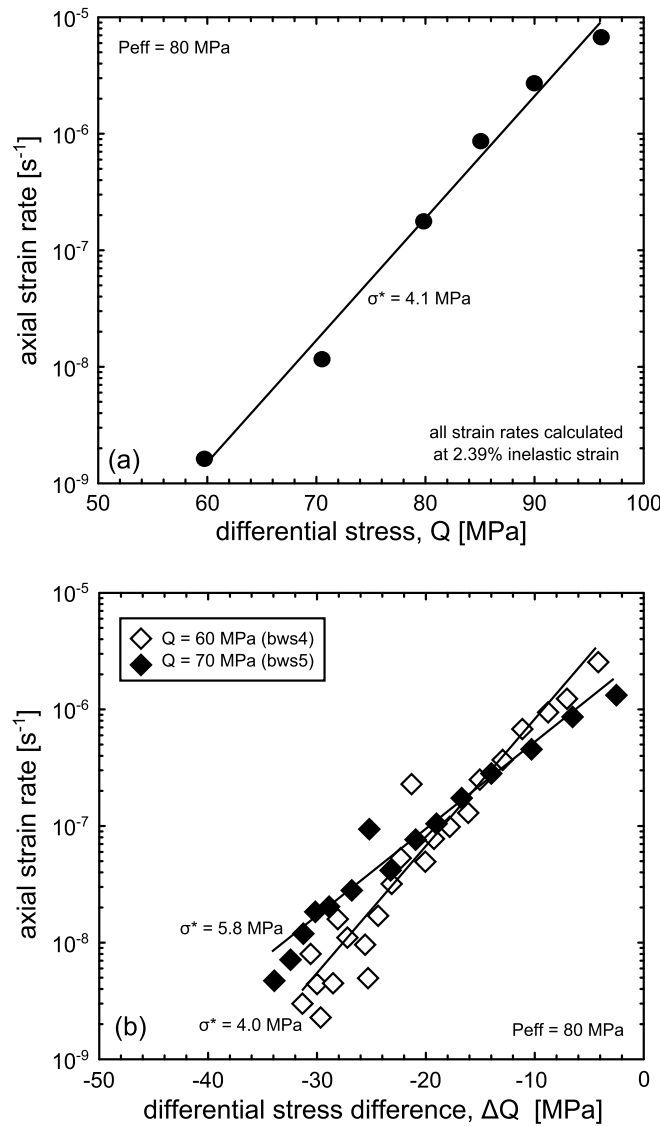 10⁻⁵
Peff = 80 MPa
10⁻⁶
axial strain rate [s⁻¹]
10⁻⁷
σ* = 4.1 MPa
10⁻⁸
all strain rates calculated
at 2.39% inelastic strain
(a)
10⁻⁹
50 60 70 80 90 100
differential stress, Q [MPa]
10⁻⁵
Q = 60 MPa (bws4)
Q = 70 MPa (bws5)
10⁻⁶
axial strain rate [s⁻¹]
10⁻⁷
σ* = 5.8 MPa
10⁻⁸
(b)
σ* = 4.0 MPa
Peff = 80 MPa
10⁻⁹
-50 -40 -30 -20 -10 0
differential stress difference, ΔQ [MPa]